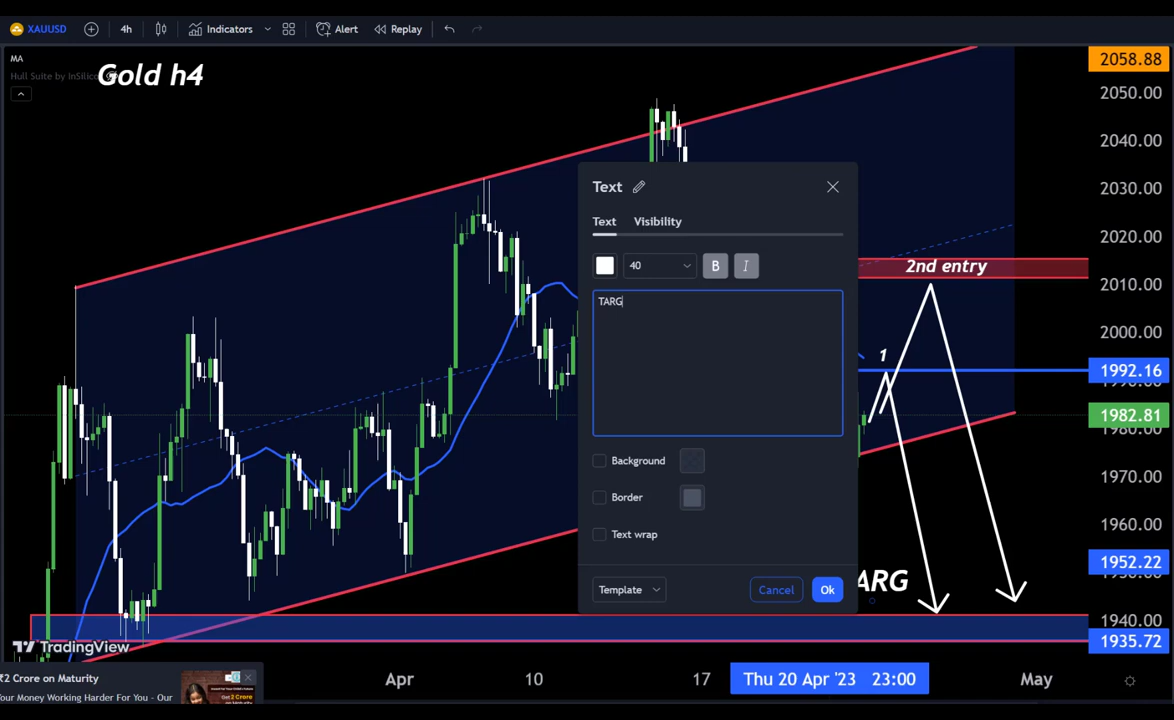 XAUUSD 4h Indicators Alert Replay
MA
Hull Suite by InSilico
Gold h4
2058.88
2050.00
2040.00
2030.00
2020.00
2010.00
2000.00
1992.16
1982.81
1970.00
1960.00
1952.22
1940.00
1935.72
Text
Text Visibility
40 B I
TARG
Background
Border
Text wrap
Template Cancel Ok
2nd entry
1
ARG
TradingView
₹2 Crore on Maturity
Your Money Working Harder For You - Our
Apr 10 17 Thu 20 Apr '23 23:00 May